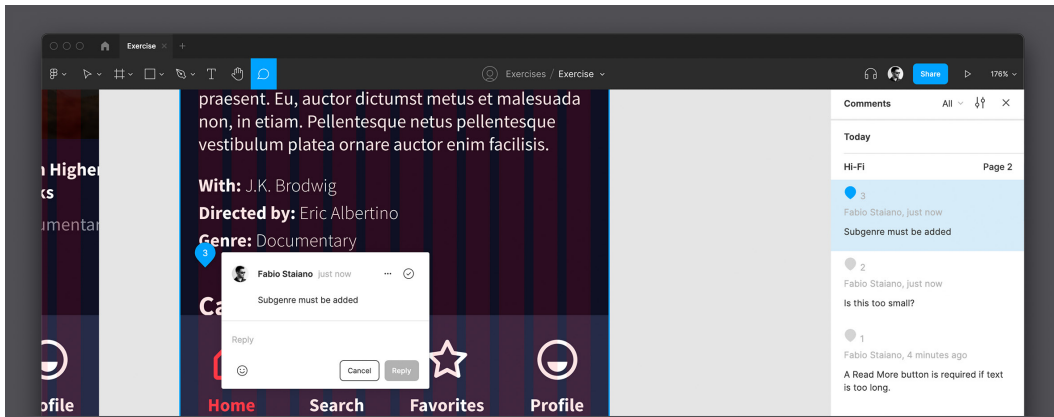 Exercise
T
Exercises / Exercise
Share
176%
praesent. Eu, auctor dictumst metus et malesuada
non, in etiam. Pellentesque netus pellentesque
vestibulum platea ornare auctor enim facilisis.
With: J.K. Brodwig
Directed by: Eric Albertino
Genre: Documentary
Higher
ks
umentar
ofile
3
Fabio Staiano just now
Subgenre must be added
Reply
Cancel
Reply
Ca
Home
Search
Favorites
Profile
Comments
All
Today
Hi-Fi
Page 2
3
Fabio Staiano, just now
Subgenre must be added
2
Fabio Staiano, just now
Is this too small?
1
Fabio Staiano, 4 minutes ago
A Read More button is required if text
is too long.